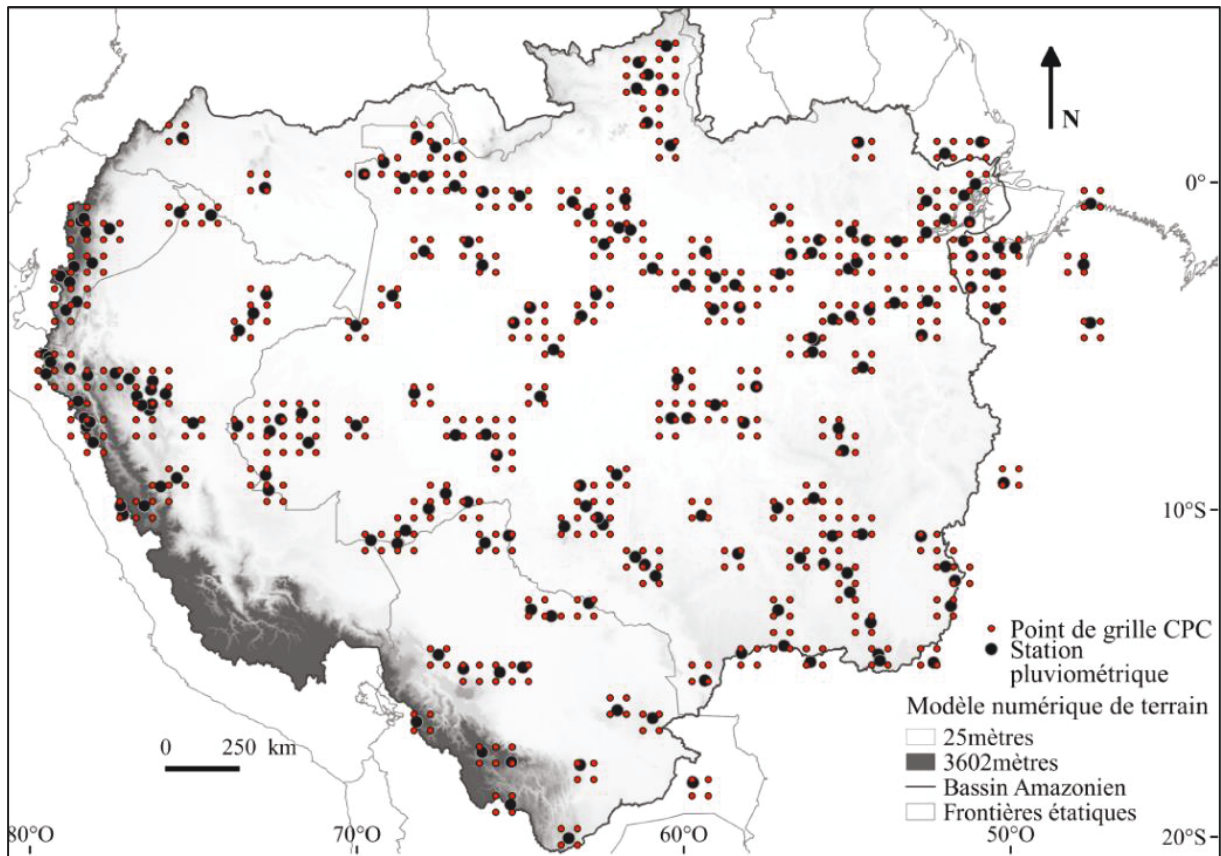 N
0°
10°S
Point de grille CPC
Station
pluviométrique
Modèle numérique de terrain
25mètres
3602mètres
Bassin Amazonien
Frontières étatiques
0 250 km
80°O 70°O 60°O 50°O 20°S